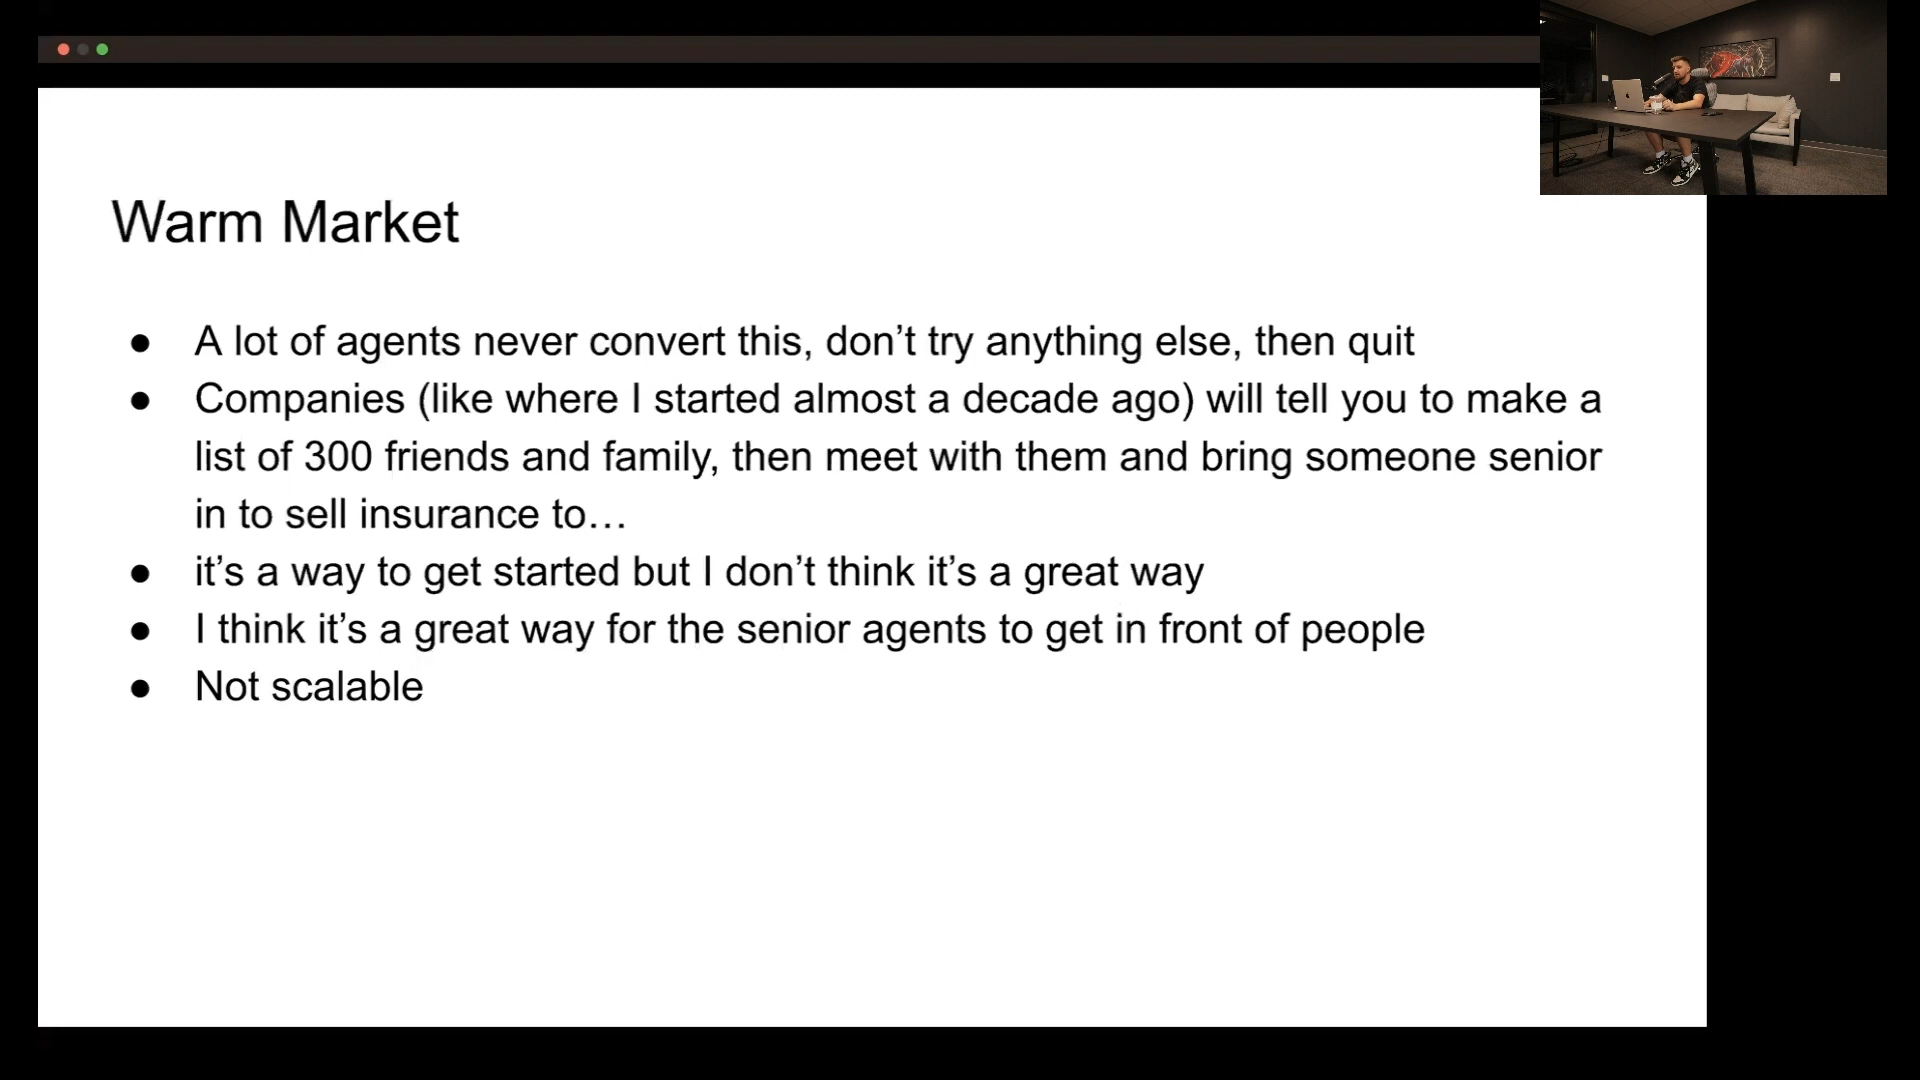 Warm Market
● A lot of agents never convert this, don’t try anything else, then quit
● Companies (like where I started almost a decade ago) will tell you to make a
list of 300 friends and family, then meet with them and bring someone senior
in to sell insurance to…
● it’s a way to get started but I don’t think it’s a great way
● I think it’s a great way for the senior agents to get in front of people
● Not scalable